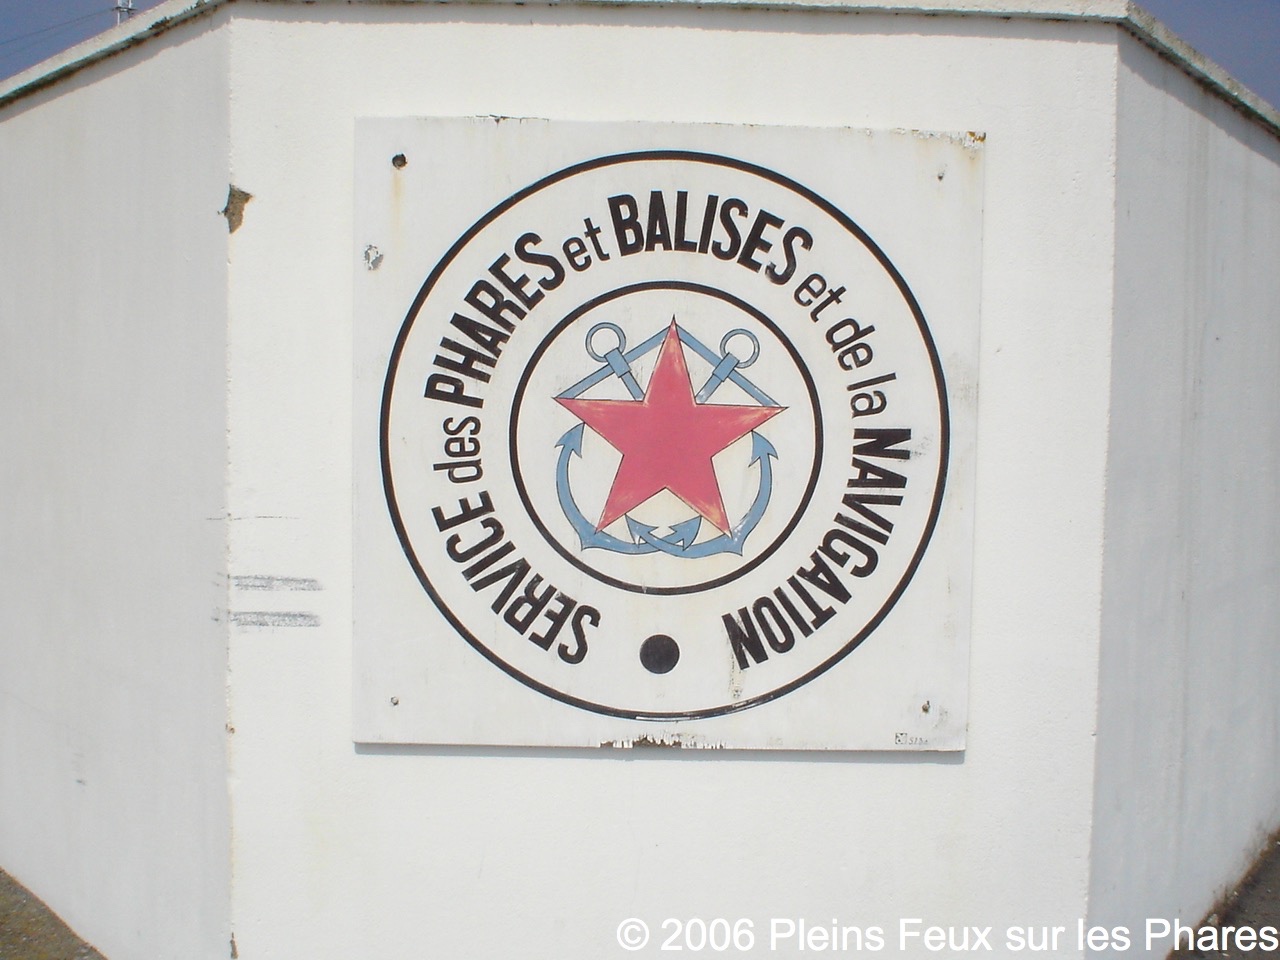 SERVICE des PHARES et BALISES et de la NAVIGATION
© 2006 Pleins Feux sur les Phares